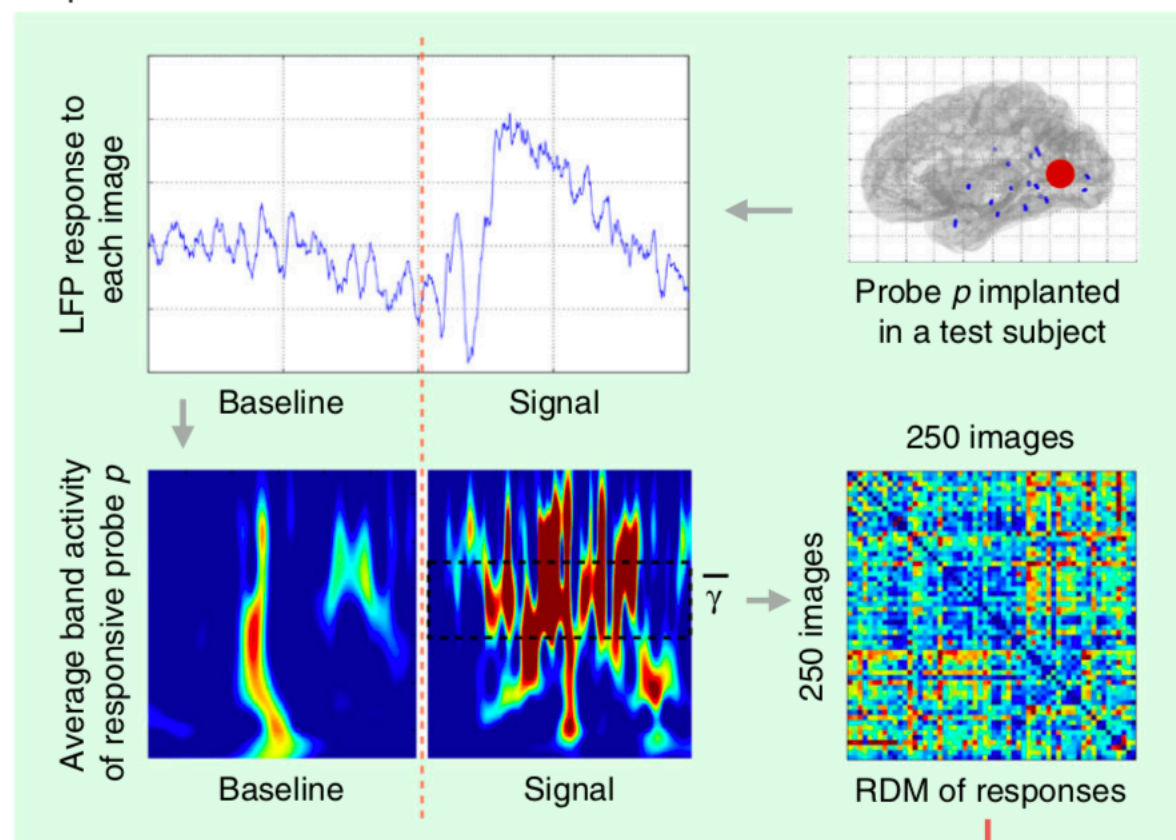 LFP response to
each image
Baseline
Signal
Probe p implanted
in a test subject
Average band activity
of responsive probe p
Baseline
Signal
γ̅
250 images
250 images
RDM of responses